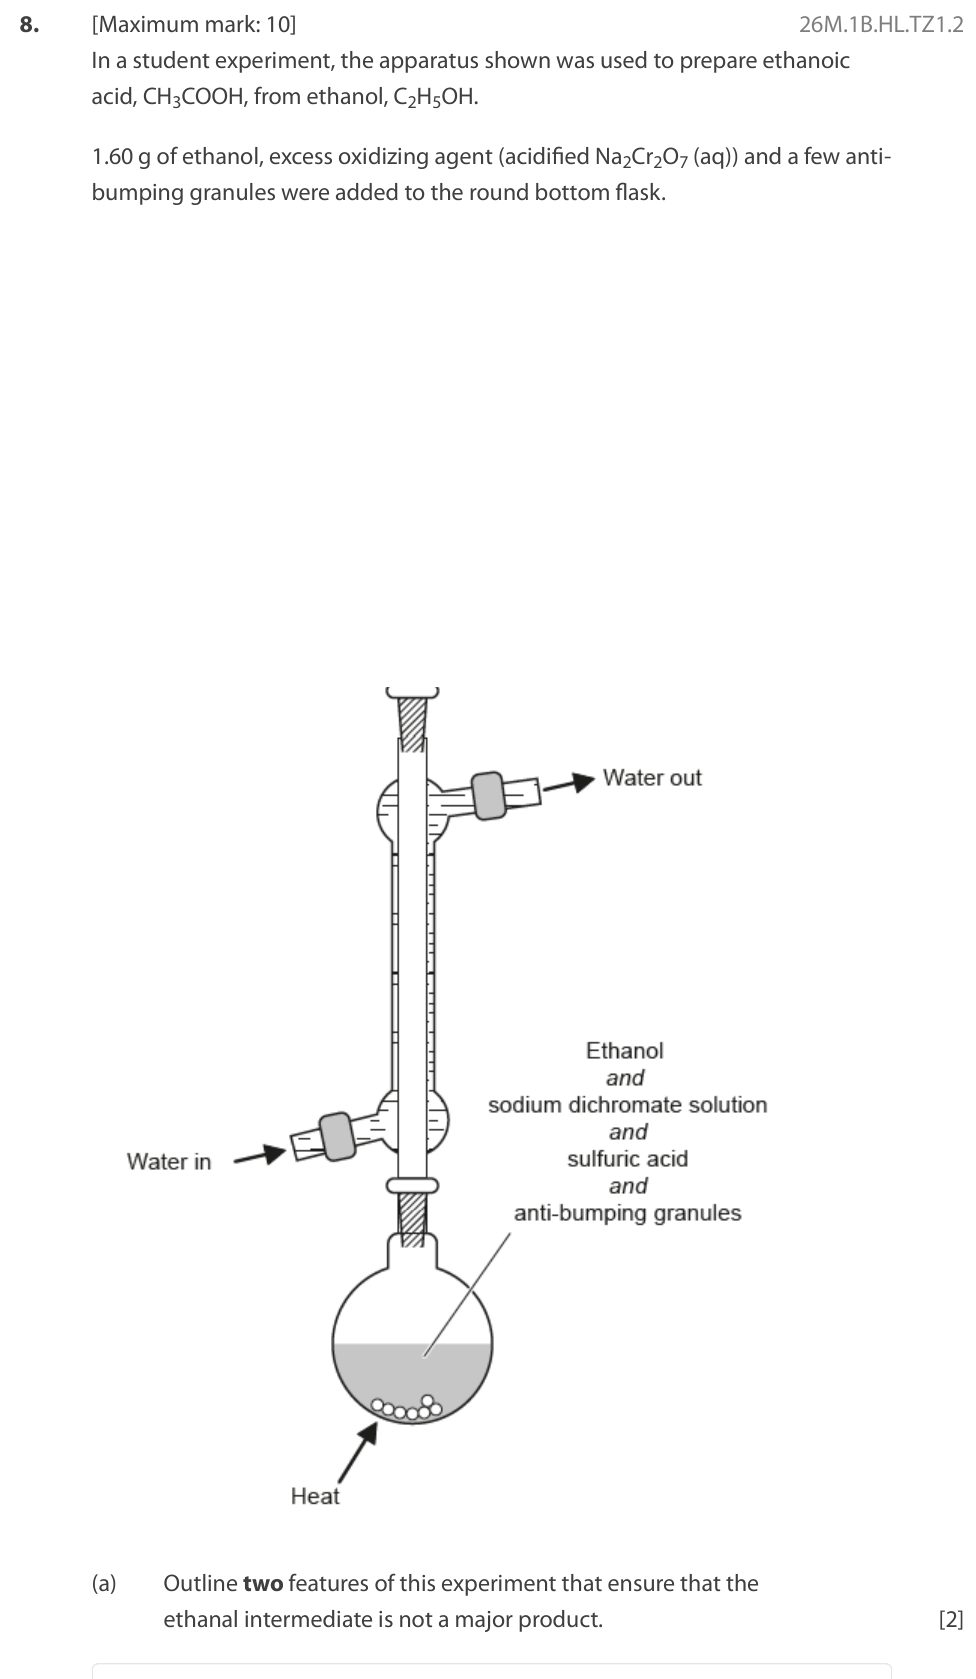 8. [Maximum mark: 10] 26M.1B.HL.TZ1.2
In a student experiment, the apparatus shown was used to prepare ethanoic
acid, CH₃COOH, from ethanol, C₂H₅OH.
1.60 g of ethanol, excess oxidizing agent (acidified Na₂Cr₂O₇ (aq)) and a few anti-
bumping granules were added to the round bottom flask.
Water out
Ethanol
and
sodium dichromate solution
and
sulfuric acid
and
anti-bumping granules
Water in
Heat
(a) Outline two features of this experiment that ensure that the
ethanal intermediate is not a major product. [2]